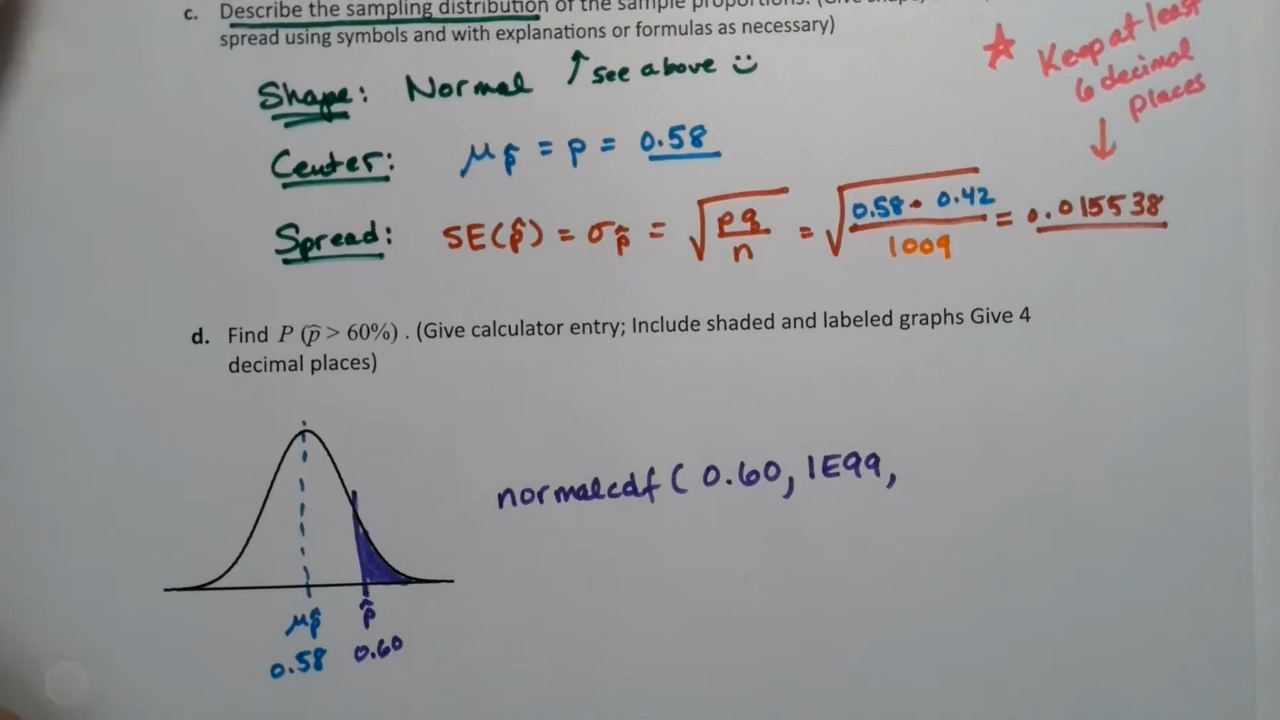 c. Describe the sampling distribution of the sample proportions. (Give shape,
spread using symbols and with explanations or formulas as necessary)
Shape: Normal ↑ see above
Center: μp̂ = p = 0.58
Spread: SE(p̂) = σp̂ = √(pq/n) = √(0.58 • 0.42/1009) = 0.015538
☆ Keep at least
6 decimal
places
↓
d. Find P (p̂ > 60%) . (Give calculator entry; Include shaded and labeled graphs Give 4
decimal places)
normalcdf ( 0.60, 1E99,
μp̂ p̂
0.58 0.60